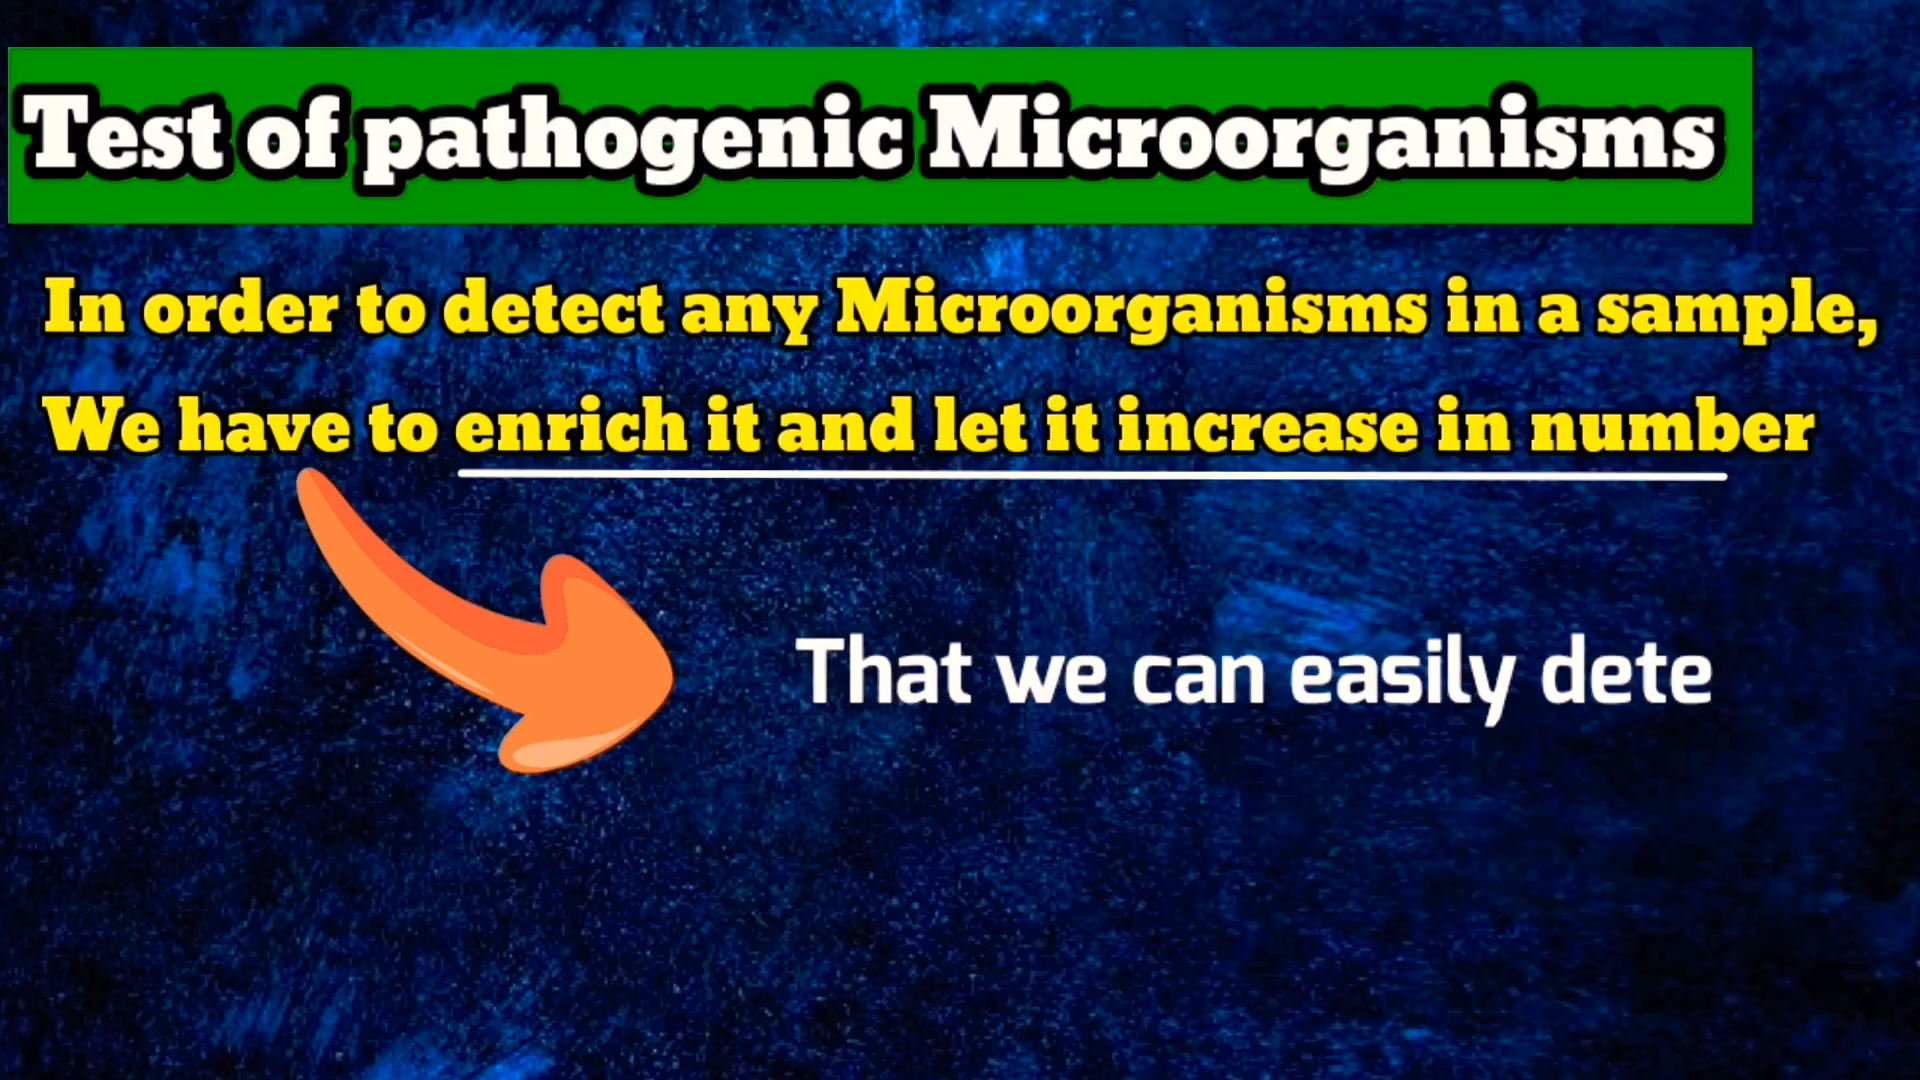 Test of pathogenic Microorganisms
In order to detect any Microorganisms in a sample,
We have to enrich it and let it increase in number
That we can easily dete